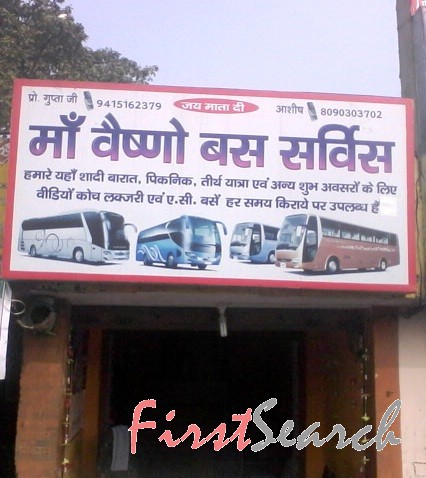 प्रो. गुप्ता जी 9415162379 जय माता दी आशीष 8090303702
माँ वैष्णो बस सर्विस
हमारे यहाँ शादी बारात, पिकनिक, तीर्थ यात्रा एवं अन्य शुभ अवसरों के लिए
वीडियों कोच लक्जरी एवं ए.सी. बसें हर समय किराये पर उपलब्ध हैं
FirstSearch